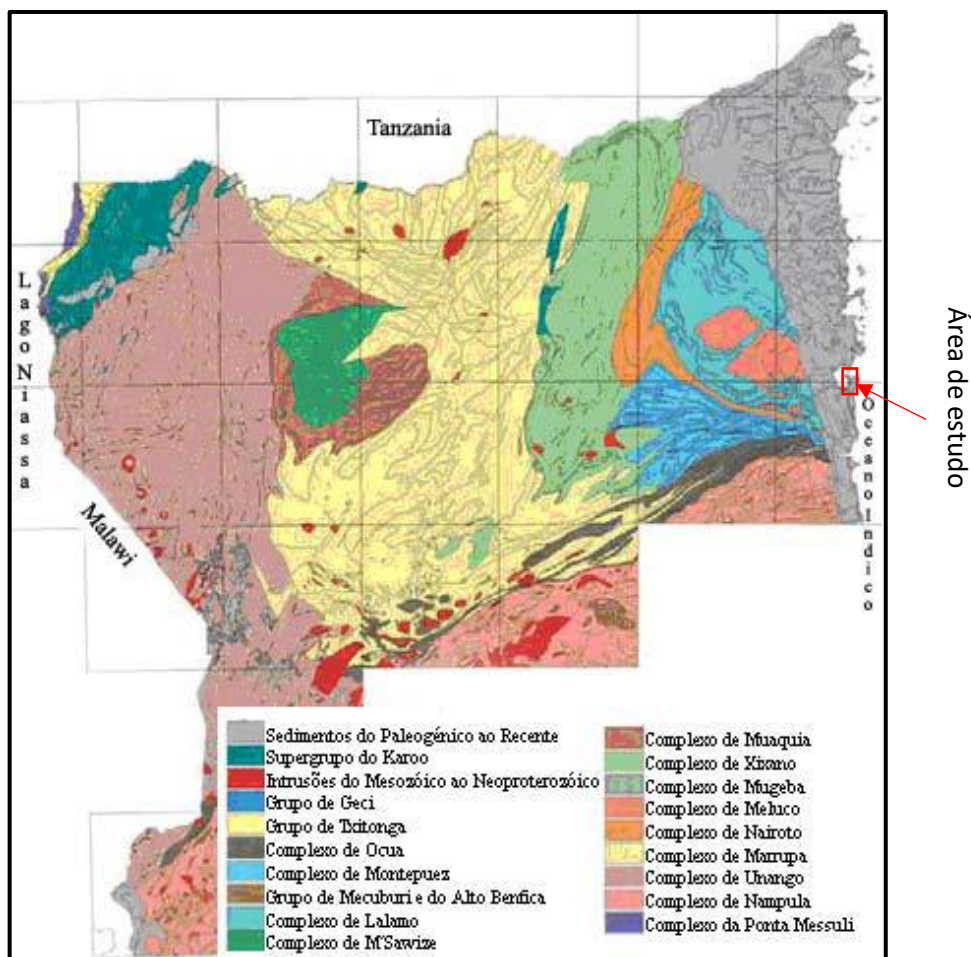 Tanzania
Lago Niassa
Malawi
Oceano Indico
Área de estudo
Sedimentos do Paleogénico ao Recente
Supergrupo do Karoo
Intrusões do Mesozóico ao Neoproterozóico
Grupo de Geci
Grupo de Txitonga
Complexo de Ocua
Complexo de Montepuez
Grupo de Mecuburi e do Alto Benfica
Complexo de Lalamo
Complexo de M'Sawize
Complexo de Muaquia
Complexo de Xixano
Complexo de Mugeba
Complexo de Meluco
Complexo de Nairoto
Complexo de Marrupa
Complexo de Unango
Complexo de Nampula
Complexo da Ponta Messuli